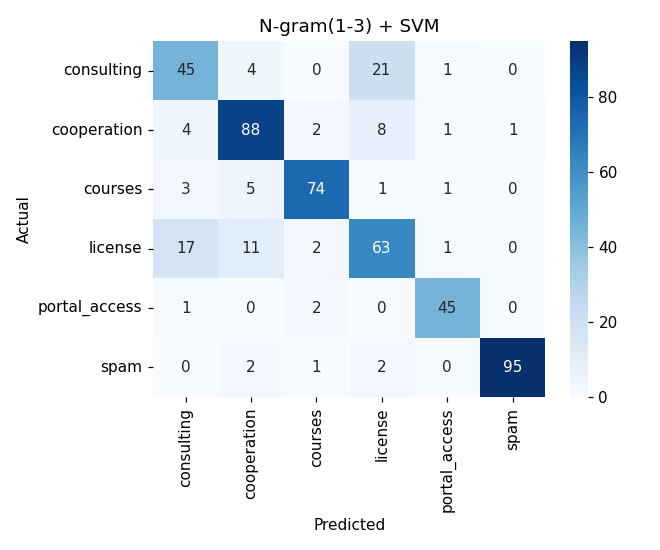 N-gram(1-3) + SVM
consulting 45 4 0 21 1 0
cooperation 4 88 2 8 1 1
courses 3 5 74 1 1 0
license 17 11 2 63 1 0
portal_access 1 0 2 0 45 0
spam 0 2 1 2 0 95
Actual
consulting
cooperation
courses
license
portal_access
spam
Predicted
80
60
40
20
0